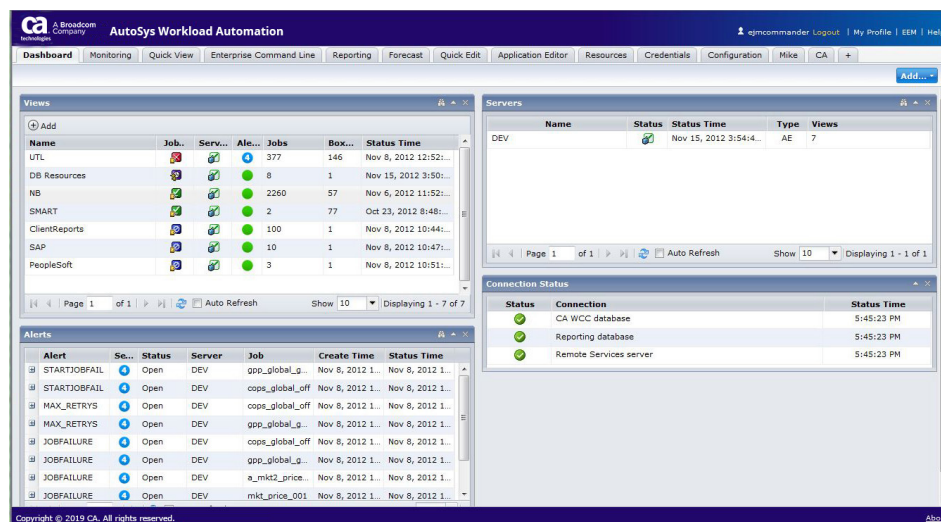 ca technologies A Broadcom Company AutoSys Workload Automation ejmcommander Logout | My Profile | EEM | Hel
Dashboard Monitoring Quick View Enterprise Command Line Reporting Forecast Quick Edit Application Editor Resources Credentials Configuration Mike CA +
Add...
Views
Add
Name Job.. Serv... Ale... Jobs Box... Status Time
UTL 4 377 146 Nov 8, 2012 12:52:...
DB Resources 8 1 Nov 15, 2012 3:50:...
NB 2260 57 Nov 6, 2012 11:52:...
SMART 2 77 Oct 23, 2012 8:48:...
ClientReports 100 1 Nov 8, 2012 10:44:...
SAP 10 1 Nov 8, 2012 10:47:...
PeopleSoft 3 1 Nov 8, 2012 10:51:...
Page 1 of 1 Auto Refresh Show 10 Displaying 1 - 7 of 7
Alerts
Alert Se... Status Server Job Create Time Status Time
STARTJOBFAIL 4 Open DEV gpp_global_g... Nov 8, 2012 1... Nov 8, 2012 1...
STARTJOBFAIL 4 Open DEV cops_global_off Nov 8, 2012 1... Nov 8, 2012 1...
MAX_RETRYS 4 Open DEV cops_global_off Nov 8, 2012 1... Nov 8, 2012 1...
MAX_RETRYS 4 Open DEV gpp_global_g... Nov 8, 2012 1... Nov 8, 2012 1...
JOBFAILURE 4 Open DEV cops_global_off Nov 8, 2012 1... Nov 8, 2012 1...
JOBFAILURE 4 Open DEV gpp_global_g... Nov 8, 2012 1... Nov 8, 2012 1...
JOBFAILURE 4 Open DEV a_mkt2_price... Nov 8, 2012 1... Nov 8, 2012 1...
JOBFAILURE 4 Open DEV mkt_price_001 Nov 8, 2012 1... Nov 8, 2012 1...
Servers
Name Status Status Time Type Views
DEV Nov 15, 2012 3:54:4... AE 7
Page 1 of 1 Auto Refresh Show 10 Displaying 1 - 1 of 1
Connection Status
Status Connection Status Time
CA WCC database 5:45:23 PM
Reporting database 5:45:23 PM
Remote Services server 5:45:23 PM
Copyright © 2019 CA. All rights reserved. Abo